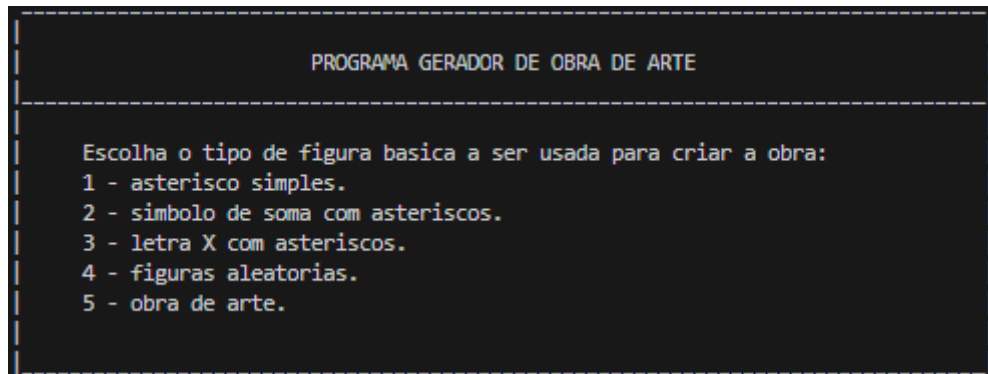 PROGRAMA GERADOR DE OBRA DE ARTE
Escolha o tipo de figura basica a ser usada para criar a obra:
1 - asterisco simples.
2 - simbolo de soma com asteriscos.
3 - letra X com asteriscos.
4 - figuras aleatorias.
5 - obra de arte.